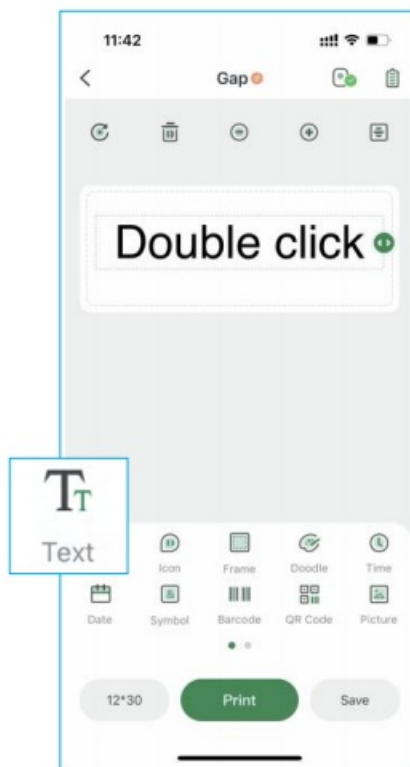 11:42
Gap
Double click
Text
Icon
Frame
Doodle
Time
Date
Symbol
Barcode
QR Code
Picture
12*30
Print
Save